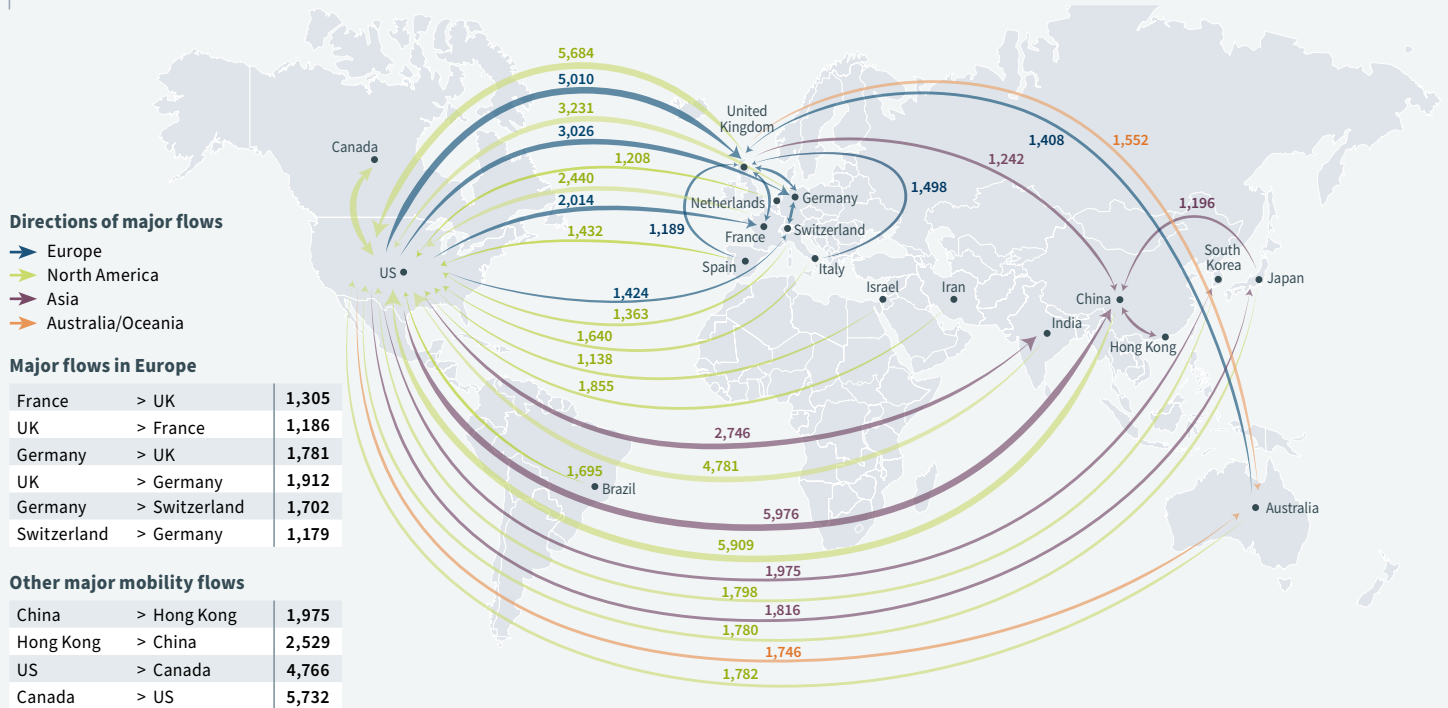 5,684
5,010
3,231
3,026
1,208
2,440
2,014
1,432
1,189
1,424
1,363
1,640
1,138
1,855
2,746
4,781
1,695
5,976
5,909
1,975
1,798
1,816
1,780
1,746
1,782
1,408
1,552
1,242
1,498
1,196
Canada
US
United
Kingdom
Netherlands
Germany
France
Switzerland
Spain
Italy
Israel
Iran
India
China
Hong Kong
South
Korea
Japan
Brazil
Australia
Directions of major flows
Europe
North America
Asia
Australia/Oceania
Major flows in Europe
France > UK 1,305
UK > France 1,186
Germany > UK 1,781
UK > Germany 1,912
Germany > Switzerland 1,702
Switzerland > Germany 1,179
Other major mobility flows
China > Hong Kong 1,975
Hong Kong > China 2,529
US > Canada 4,766
Canada > US 5,732